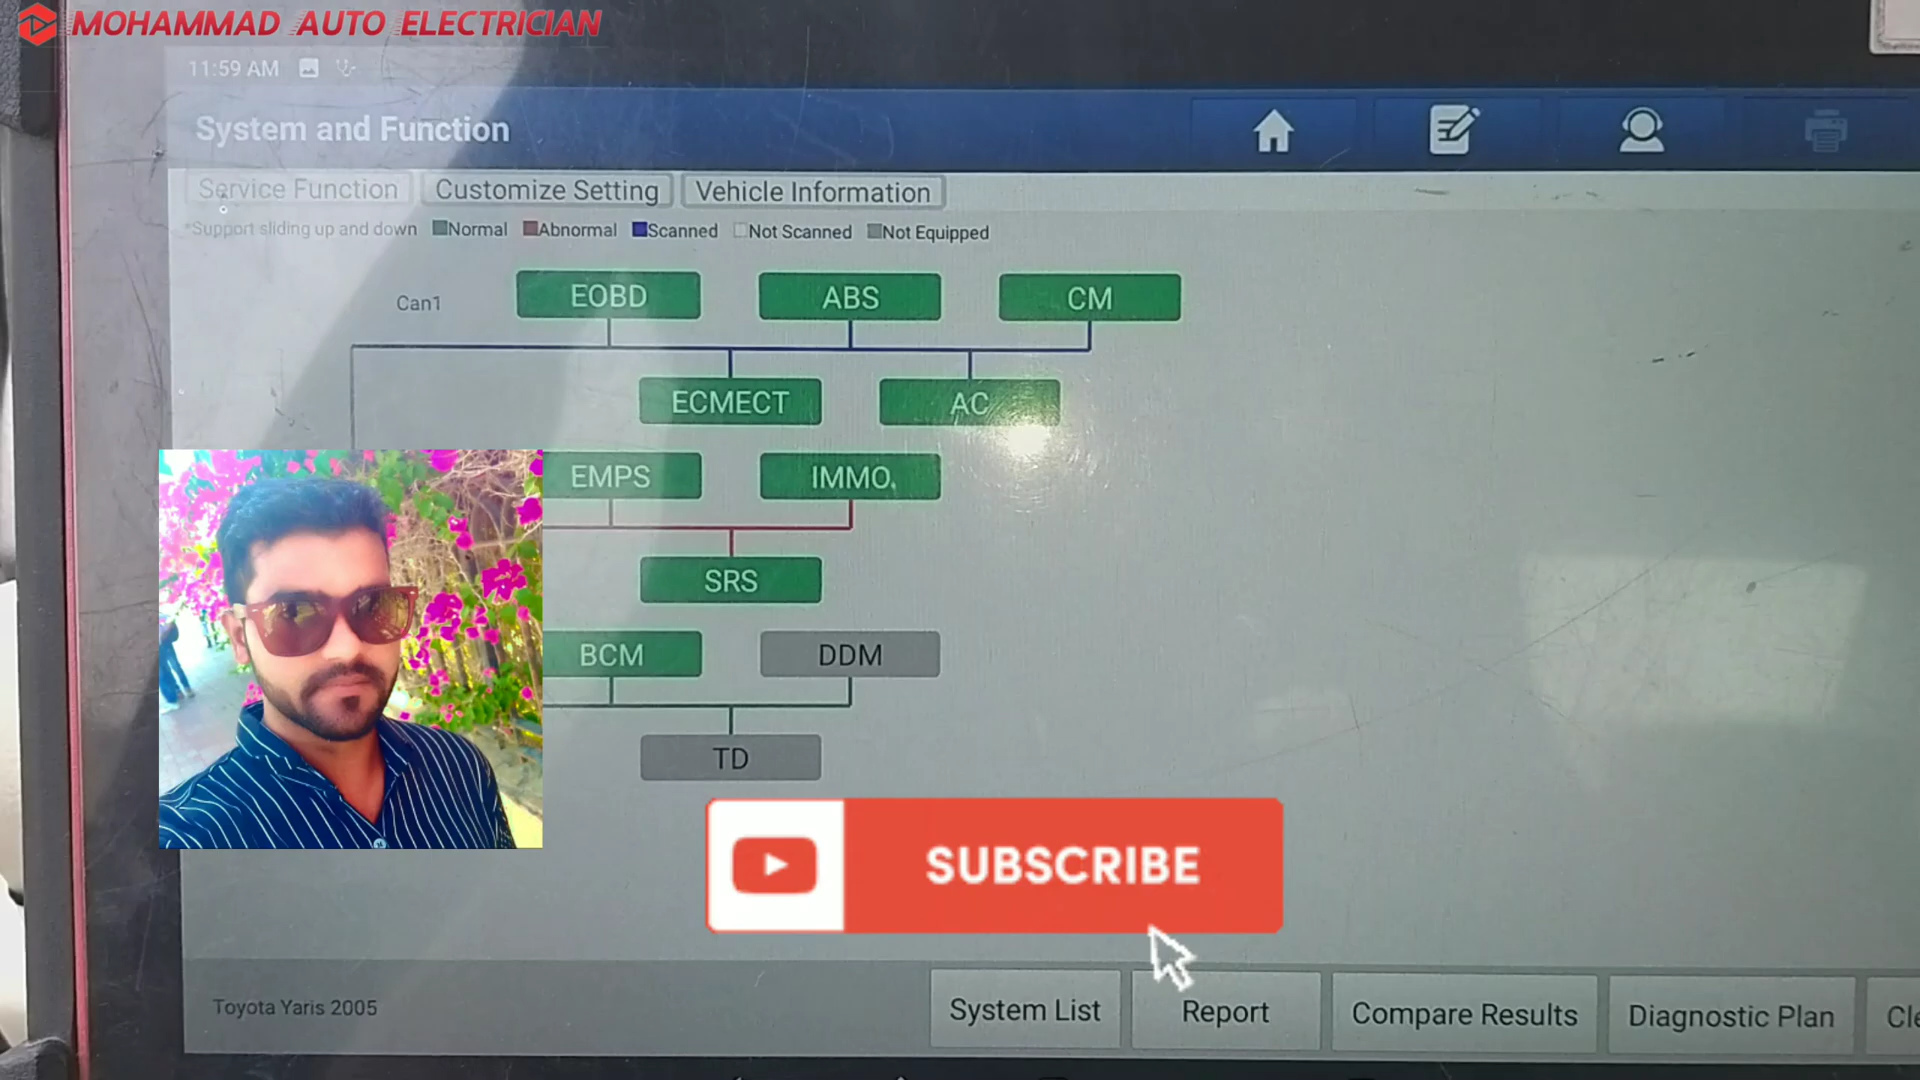 MOHAMMAD AUTO ELECTRICIAN
11:59 AM
System and Function
Service Function Customize Setting Vehicle Information
*Support sliding up and down Normal Abnormal Scanned Not Scanned Not Equipped
Can1 EOBD ABS CM
ECMECT AC
EMPS IMMO.
SRS
BCM DDM
TD
SUBSCRIBE
Toyota Yaris 2005 System List Report Compare Results Diagnostic Plan